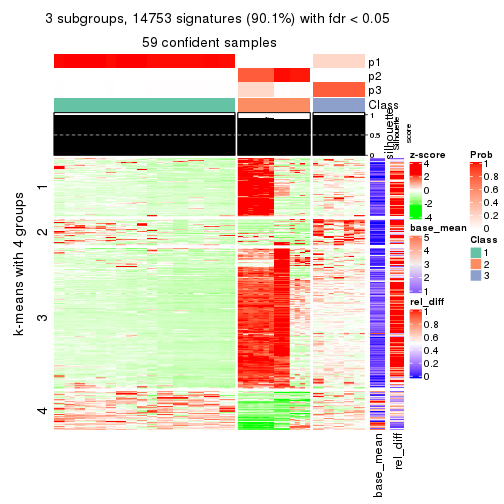 3 subgroups, 14753 signatures (90.1%) with fdr < 0.05
59 confident samples
p1
p2
p3
Class
1
0.5
0
silhouette
Silhouette
score
k-means with 4 groups
1
2
3
4
base_mean
rel_diff
z-score
4
2
0
-2
-4
base_mean
5
4
3
2
1
rel_diff
1
0.8
0.6
0.4
0.2
0
Prob
1
0.8
0.6
0.4
0.2
0
Class
1
2
3